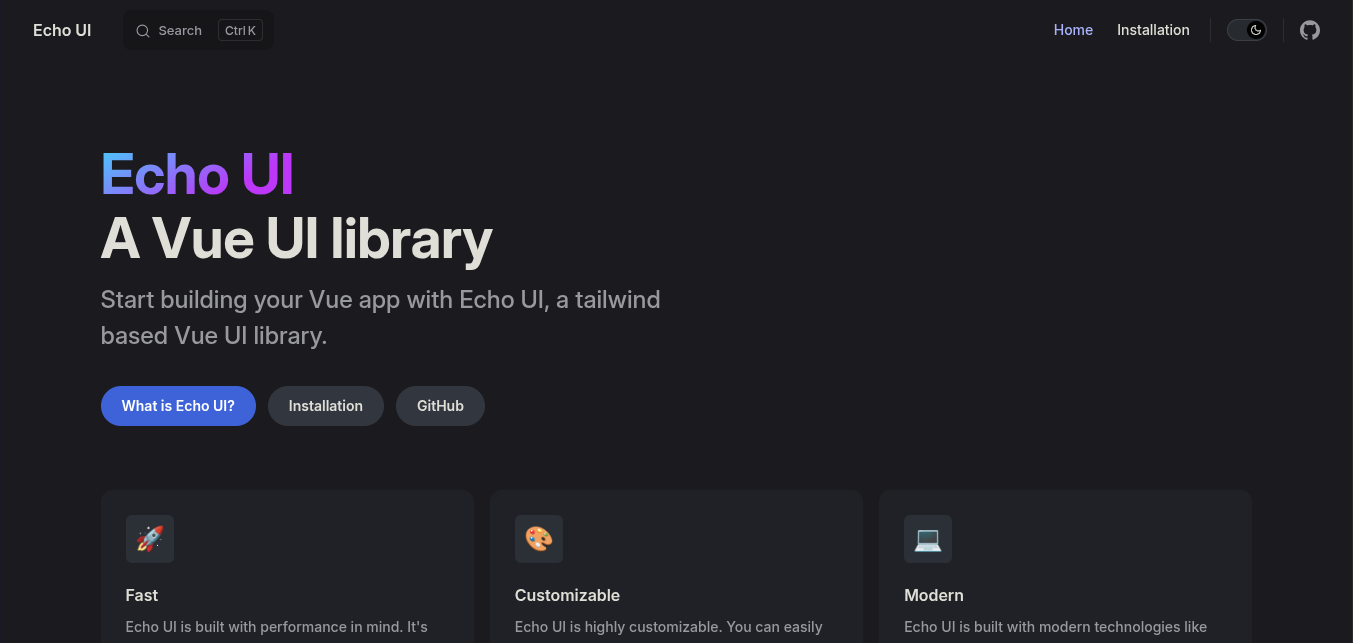 Echo UI
Search
Ctrl K
Home
Installation
Echo UI
A Vue UI library
Start building your Vue app with Echo UI, a tailwind
based Vue UI library.
What is Echo UI?
Installation
GitHub
Fast
Echo UI is built with performance in mind. It's
Customizable
Echo UI is highly customizable. You can easily
Modern
Echo UI is built with modern technologies like